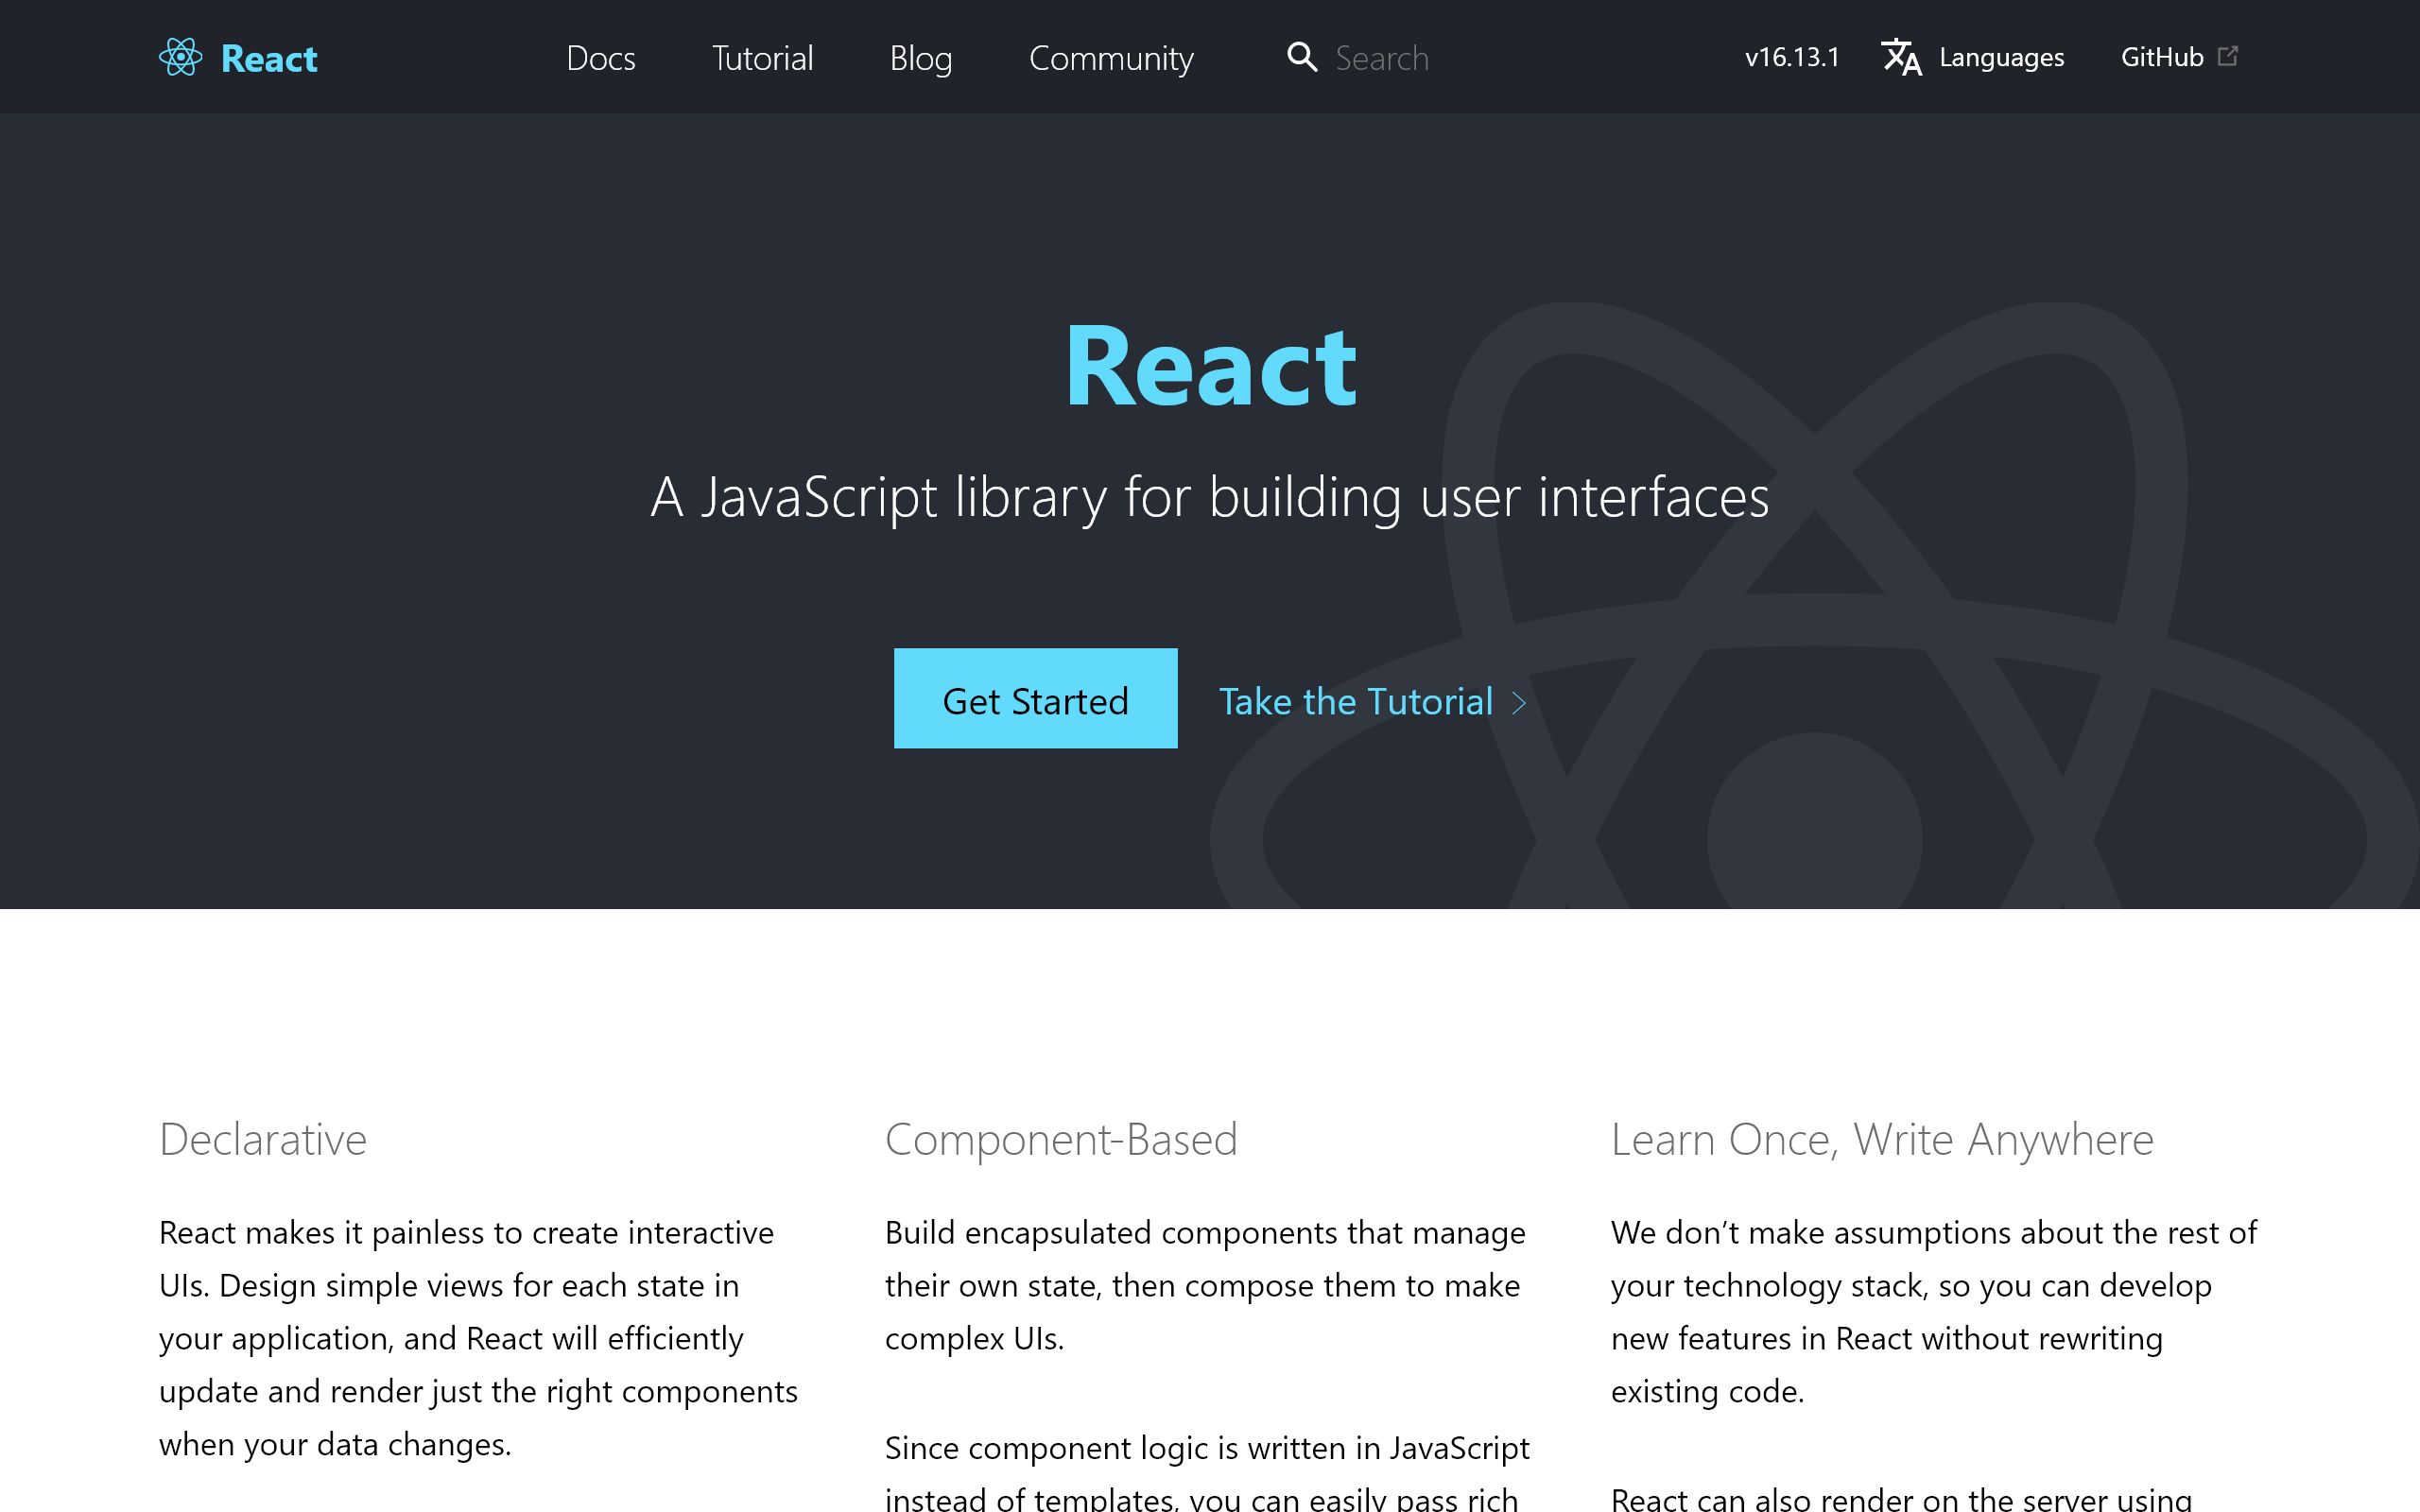 React
Docs
Tutorial
Blog
Community
Search
v16.13.1
Languages
GitHub
React
A JavaScript library for building user interfaces
Get Started
Take the Tutorial
Declarative
React makes it painless to create interactive
UIs. Design simple views for each state in
your application, and React will efficiently
update and render just the right components
when your data changes.
Component-Based
Build encapsulated components that manage
their own state, then compose them to make
complex UIs.
Since component logic is written in JavaScript
instead of templates, you can easily pass rich
Learn Once, Write Anywhere
We don’t make assumptions about the rest of
your technology stack, so you can develop
new features in React without rewriting
existing code.
React can also render on the server using